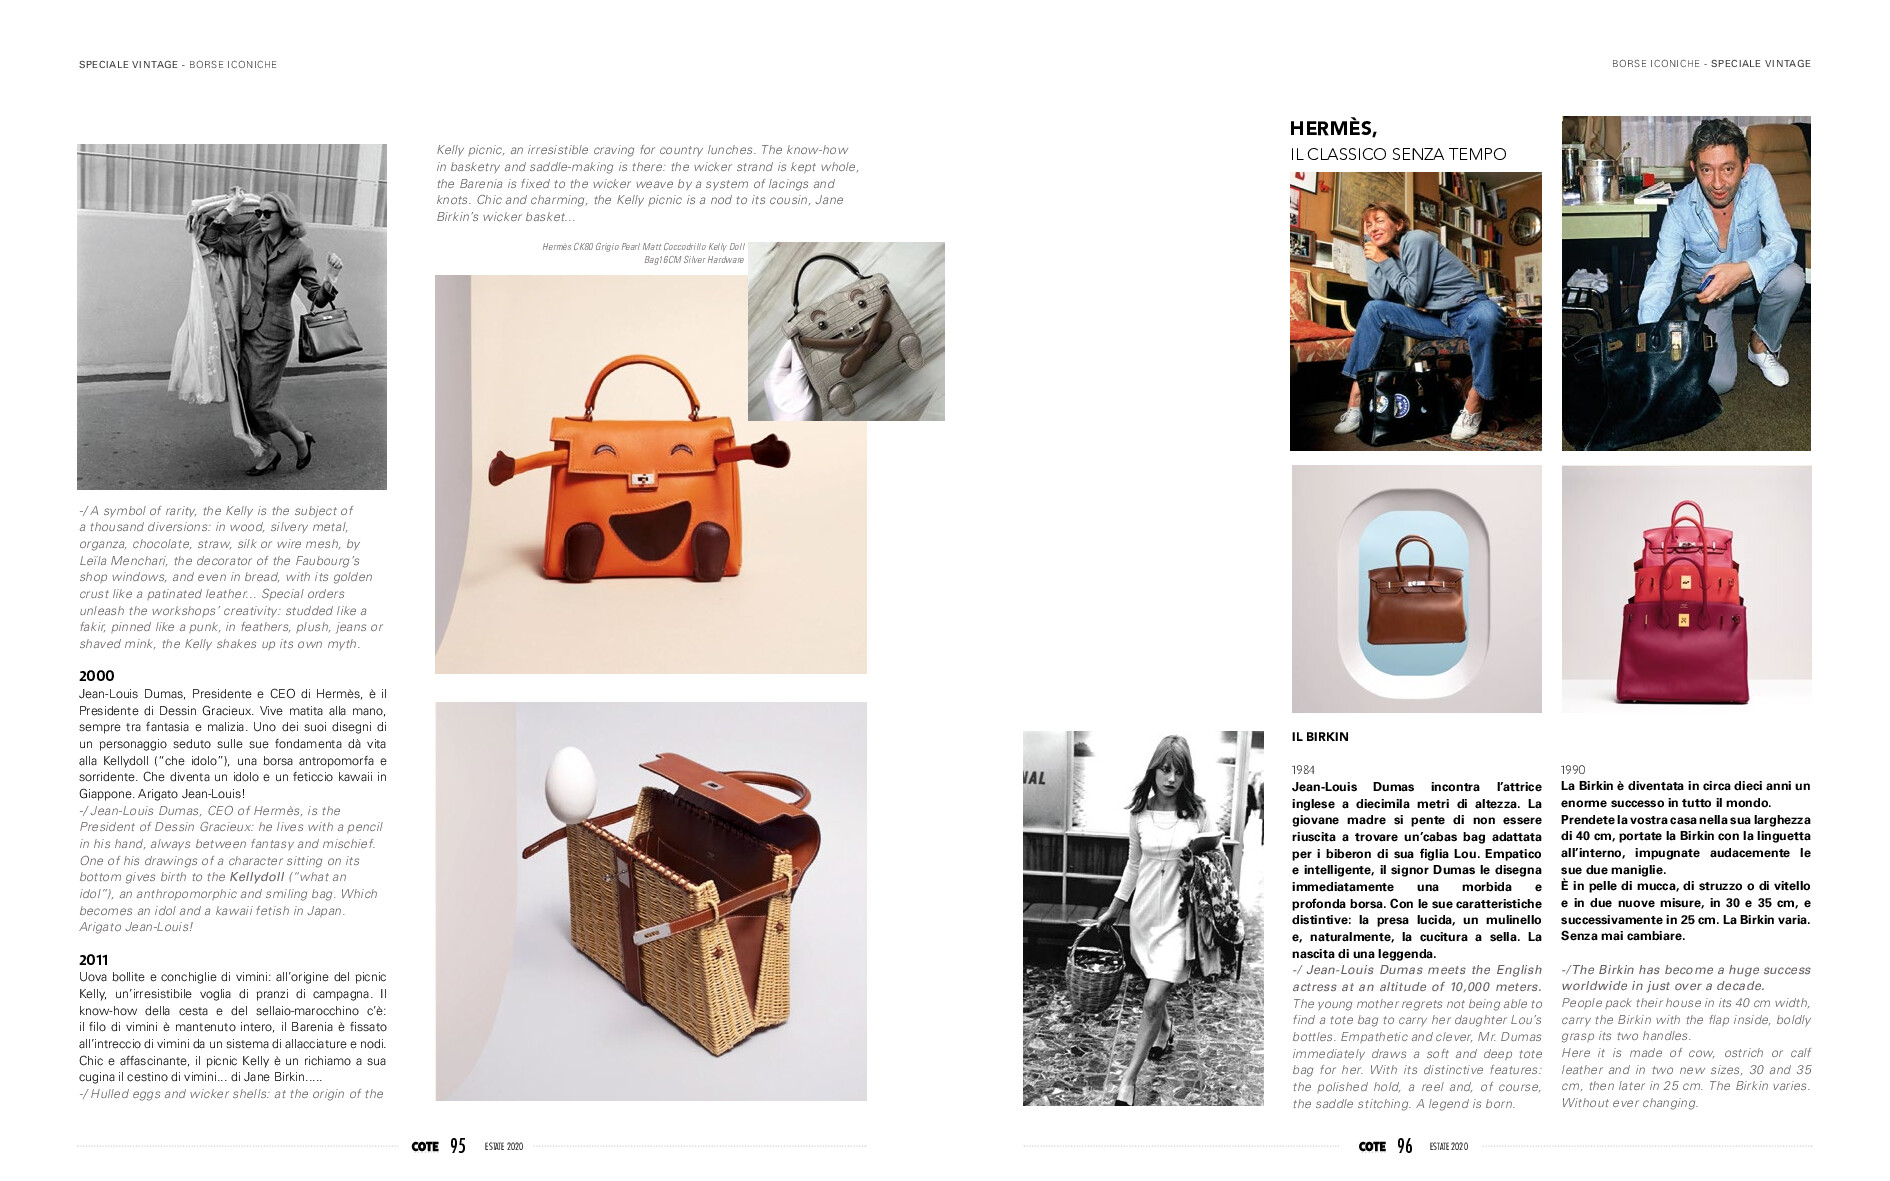 SPECIALE VINTAGE - BORSE ICONICHE
-/ A symbol of rarity, the Kelly is the subject of
a thousand diversions: in wood, silvery metal,
organza, chocolate, straw, silk or wire mesh, by
Leïla Menchari, the decorator of the Faubourg's
shop windows, and even in bread, with its golden
crust like a patinated leather... Special orders
unleash the workshops' creativity: studded like a
fakir, pinned like a punk, in feathers, plush, jeans or
shaved mink, the Kelly shakes up its own myth.
2000
Jean-Louis Dumas, Presidente e CEO di Hermès, è il
Presidente di Dessin Gracieux. Vive matita alla mano,
sempre tra fantasia e malizia. Uno dei suoi disegni di
un personaggio seduto sulle sue fondamenta dà vita
alla Kellydoll ("che idolo"), una borsa antropomorfa e
sorridente. Che diventa un idolo e un feticcio kawaii in
Giappone. Arigato Jean-Louis!
-/ Jean-Louis Dumas, CEO of Hermès, is the
President of Dessin Gracieux: he lives with a pencil
in his hand, always between fantasy and mischief.
One of his drawings of a character sitting on its
bottom gives birth to the Kellydoll ("what an
idol"), an anthropomorphic and smiling bag. Which
becomes an idol and a kawaii fetish in Japan.
Arigato Jean-Louis!
2011
Uova bollite e conchiglie di vimini: all'origine del picnic
Kelly, un'irresistibile voglia di pranzi di campagna. Il
know-how della cesta e del sellaio-marocchino c'è:
il filo di vimini è mantenuto intero, il Barenia è fissato
all'intreccio di vimini da un sistema di allacciature e nodi.
Chic e affascinante, il picnic Kelly è un richiamo a sua
cugina il cestino di vimini... di Jane Birkin.....
-/ Hulled eggs and wicker shells: at the origin of the
Kelly picnic, an irresistible craving for country lunches. The know-how
in basketry and saddle-making is there: the wicker strand is kept whole,
the Barenia is fixed to the wicker weave by a system of lacings and
knots. Chic and charming, the Kelly picnic is a nod to its cousin, Jane
Birkin's wicker basket...
Hermès CK80 Grigio Pearl Matt Coccodrillo Kelly Doll
Bag16CM Silver Hardware
COTE 95 ESTATE 2020
BORSE ICONICHE - SPECIALE VINTAGE
HERMÈS,
IL CLASSICO SENZA TEMPO
NAL
IL BIRKIN
1984
Jean-Louis Dumas incontra l'attrice
inglese a diecimila metri di altezza. La
giovane madre si pente di non essere
riuscita a trovare un'cabas bag adattata
per i biberon di sua figlia Lou. Empatico
e intelligente, il signor Dumas le disegna
immediatamente una morbida e
profonda borsa. Con le sue caratteristiche
distintive: la presa lucida, un mulinello
e, naturalmente, la cucitura a sella. La
nascita di una leggenda.
-/ Jean-Louis Dumas meets the English
actress at an altitude of 10,000 meters.
The young mother regrets not being able to
find a tote bag to carry her daughter Lou's
bottles. Empathetic and clever, Mr. Dumas
immediately draws a soft and deep tote
bag for her. With its distinctive features:
the polished hold, a reel and, of course,
the saddle stitching. A legend is born.
1990
La Birkin è diventata in circa dieci anni un
enorme successo in tutto il mondo.
Prendete la vostra casa nella sua larghezza
di 40 cm, portate la Birkin con la linguetta
all'interno, impugnate audacemente le
sue due maniglie.
È in pelle di mucca, di struzzo o di vitello
e in due nuove misure, in 30 e 35 cm, e
successivamente in 25 cm. La Birkin varia.
Senza mai cambiare.
-/The Birkin has become a huge success
worldwide in just over a decade.
People pack their house in its 40 cm width,
carry the Birkin with the flap inside, boldly
grasp its two handles.
Here it is made of cow, ostrich or calf
leather and in two new sizes, 30 and 35
cm, then later in 25 cm. The Birkin varies.
Without ever changing.
COTE 96 ESTATE 2020